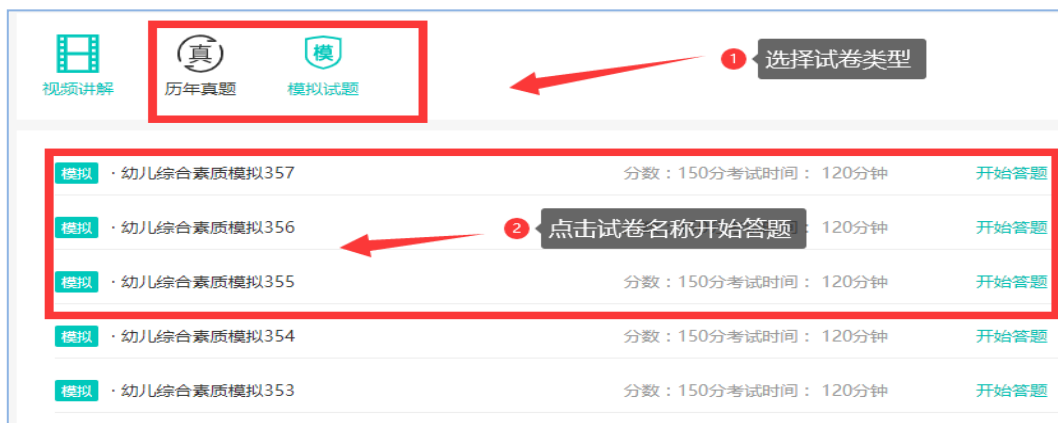 真 模
视频讲解 历年真题 模拟试题
1 选择试卷类型
模拟 ·幼儿综合素质模拟357 分数：150分考试时间： 120分钟 开始答题
模拟 ·幼儿综合素质模拟356 : 120分钟 开始答题
2 点击试卷名称开始答题
模拟 ·幼儿综合素质模拟355 分数：150分考试时间： 120分钟 开始答题
模拟 ·幼儿综合素质模拟354 分数：150分考试时间： 120分钟 开始答题
模拟 ·幼儿综合素质模拟353 分数：150分考试时间： 120分钟 开始答题